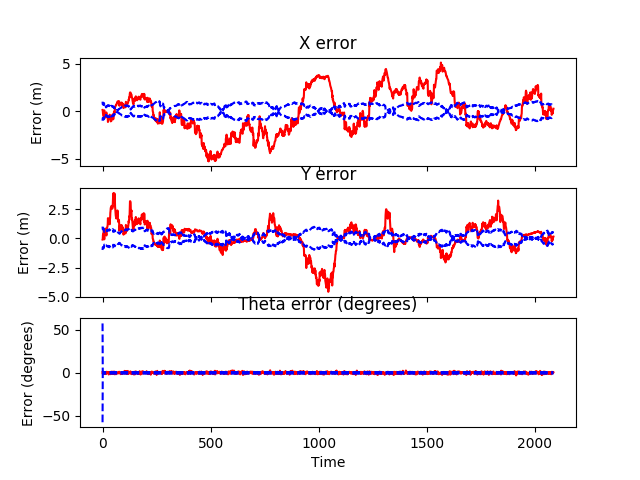 X error
Error (m)
5
0
−5
Y error
Error (m)
2.5
0.0
−2.5
−5.0
Theta error (degrees)
Error (degrees)
50
0
−50
0 500 1000 1500 2000
Time